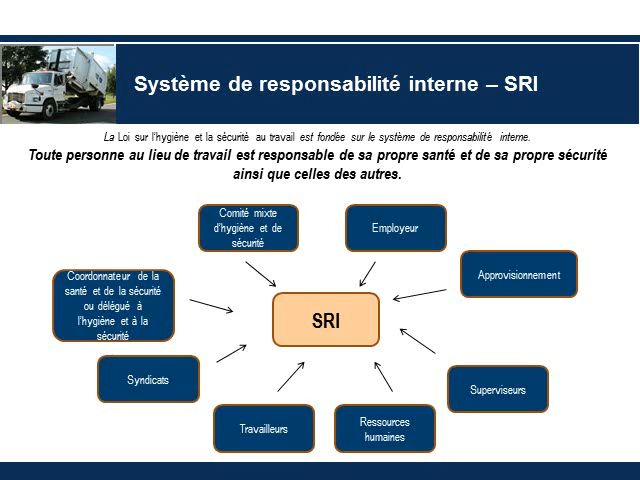 Système de responsabilité interne – SRI
La Loi sur l'hygiène et la sécurité au travail est fondée sur le système de responsabilité interne.
Toute personne au lieu de travail est responsable de sa propre santé et de sa propre sécurité
ainsi que celles des autres.
Comité mixte
d'hygiène et de
sécurité
Employeur
Approvisionnement
Coordonnateur de la
santé et de la sécurité
ou délégué à
l'hygiène et à la
sécurité
SRI
Syndicats
Superviseurs
Travailleurs
Ressources
humaines